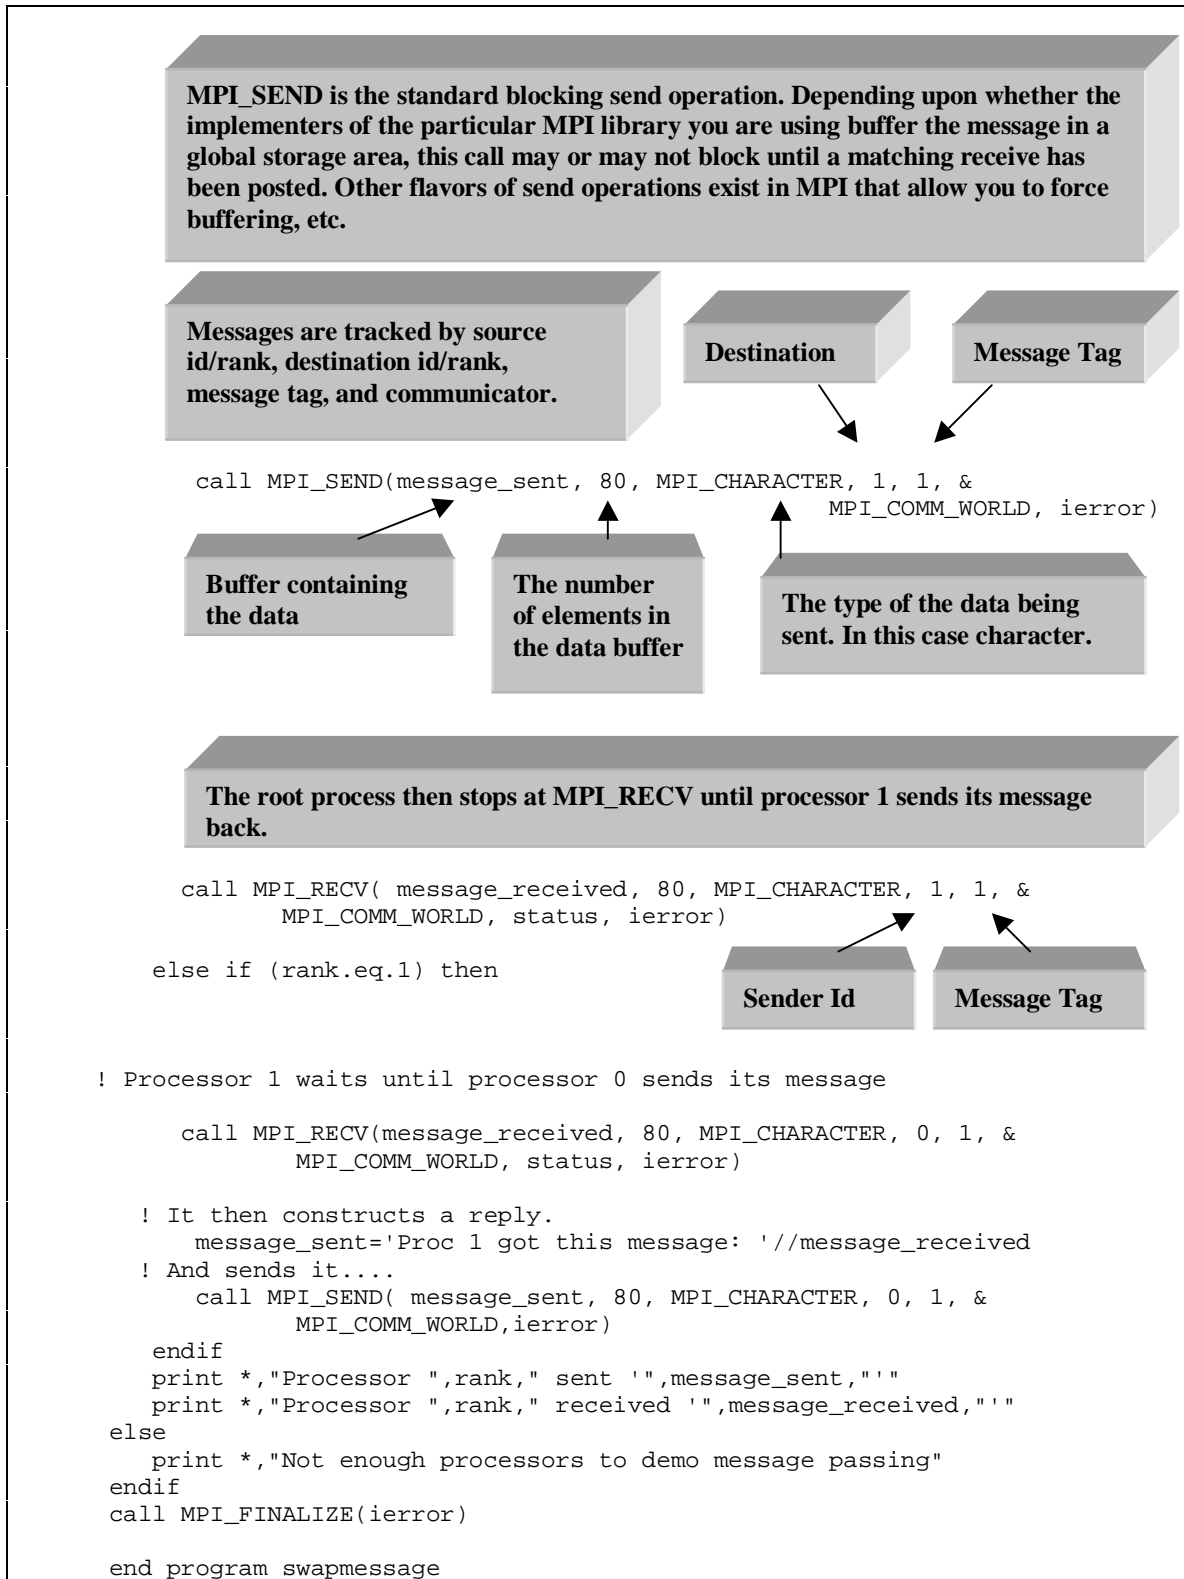 MPI_SEND is the standard blocking send operation. Depending upon whether the
implementers of the particular MPI library you are using buffer the message in a
global storage area, this call may or may not block until a matching receive has
been posted. Other flavors of send operations exist in MPI that allow you to force
buffering, etc.
Messages are tracked by source
id/rank, destination id/rank,
message tag, and communicator.
Destination
Message Tag
call MPI_SEND(message_sent, 80, MPI_CHARACTER, 1, 1, &
MPI_COMM_WORLD, ierror)
Buffer containing
the data
The number
of elements in
the data buffer
The type of the data being
sent. In this case character.
The root process then stops at MPI_RECV until processor 1 sends its message
back.
call MPI_RECV( message_received, 80, MPI_CHARACTER, 1, 1, &
MPI_COMM_WORLD, status, ierror)
else if (rank.eq.1) then
Sender Id
Message Tag
! Processor 1 waits until processor 0 sends its message
call MPI_RECV(message_received, 80, MPI_CHARACTER, 0, 1, &
MPI_COMM_WORLD, status, ierror)
! It then constructs a reply.
message_sent='Proc 1 got this message: '//message_received
! And sends it....
call MPI_SEND( message_sent, 80, MPI_CHARACTER, 0, 1, &
MPI_COMM_WORLD,ierror)
endif
print *,"Processor ",rank," sent '",message_sent,"'"
print *,"Processor ",rank," received '",message_received,"'"
else
print *,"Not enough processors to demo message passing"
endif
call MPI_FINALIZE(ierror)
end program swapmessage